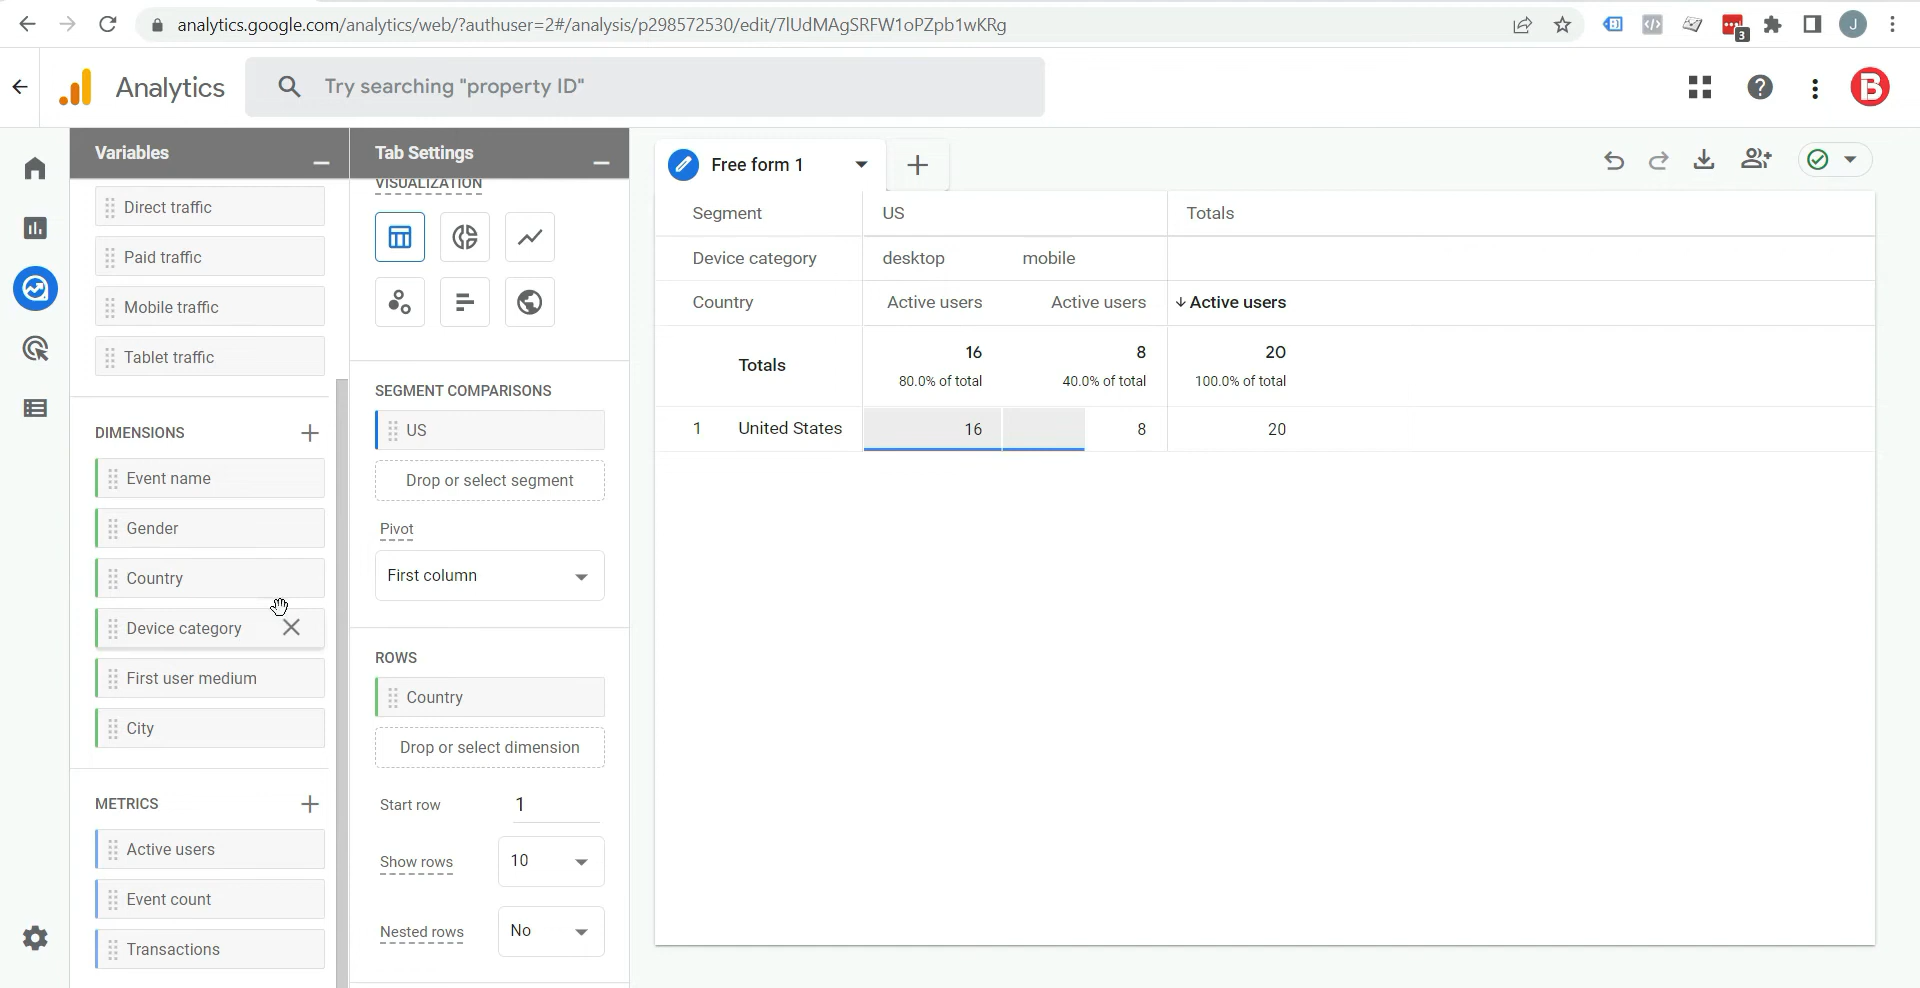 analytics.google.com/analytics/web/?authuser=2#/analysis/p298572530/edit/7lUdMAgSRFW1oPZpb1wKRg
3
J
Analytics
Try searching "property ID"
B
Variables
Direct traffic
Paid traffic
Mobile traffic
Tablet traffic
DIMENSIONS
Event name
Gender
Country
Device category
First user medium
City
METRICS
Active users
Event count
Transactions
Tab Settings
VISUALIZATION
SEGMENT COMPARISONS
US
Drop or select segment
Pivot
First column
ROWS
Country
Drop or select dimension
Start row 1
Show rows 10
Nested rows No
Free form 1
Segment US Totals
Device category desktop mobile
Country Active users Active users ↓ Active users
Totals 16 8 20
80.0% of total 40.0% of total 100.0% of total
1 United States 16 8 20